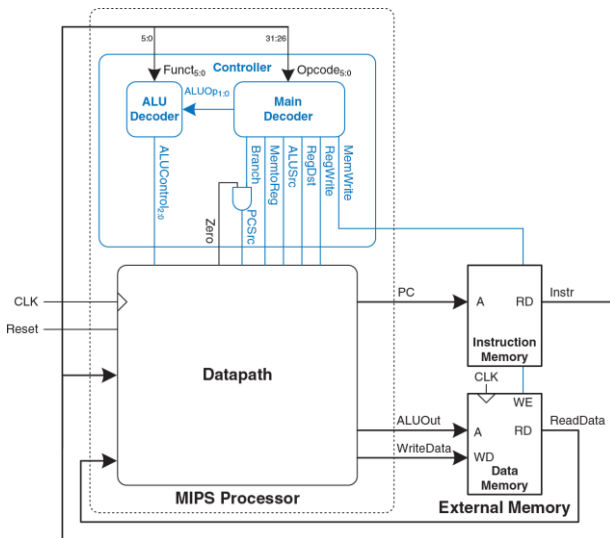 5:0
31:26
Funct5:0
Controller
Opcode5:0
ALU
Decoder
ALUOp1:0
Main
Decoder
ALUControl2:0
Zero
Branch
PCSrc
MemtoReg
ALUSrc
RegDst
RegWrite
MemWrite
CLK
Reset
Datapath
PC
A
RD
Instr
Instruction
Memory
CLK
WE
ALUOut
A
RD
ReadData
WriteData
WD
Data
Memory
MIPS Processor
External Memory